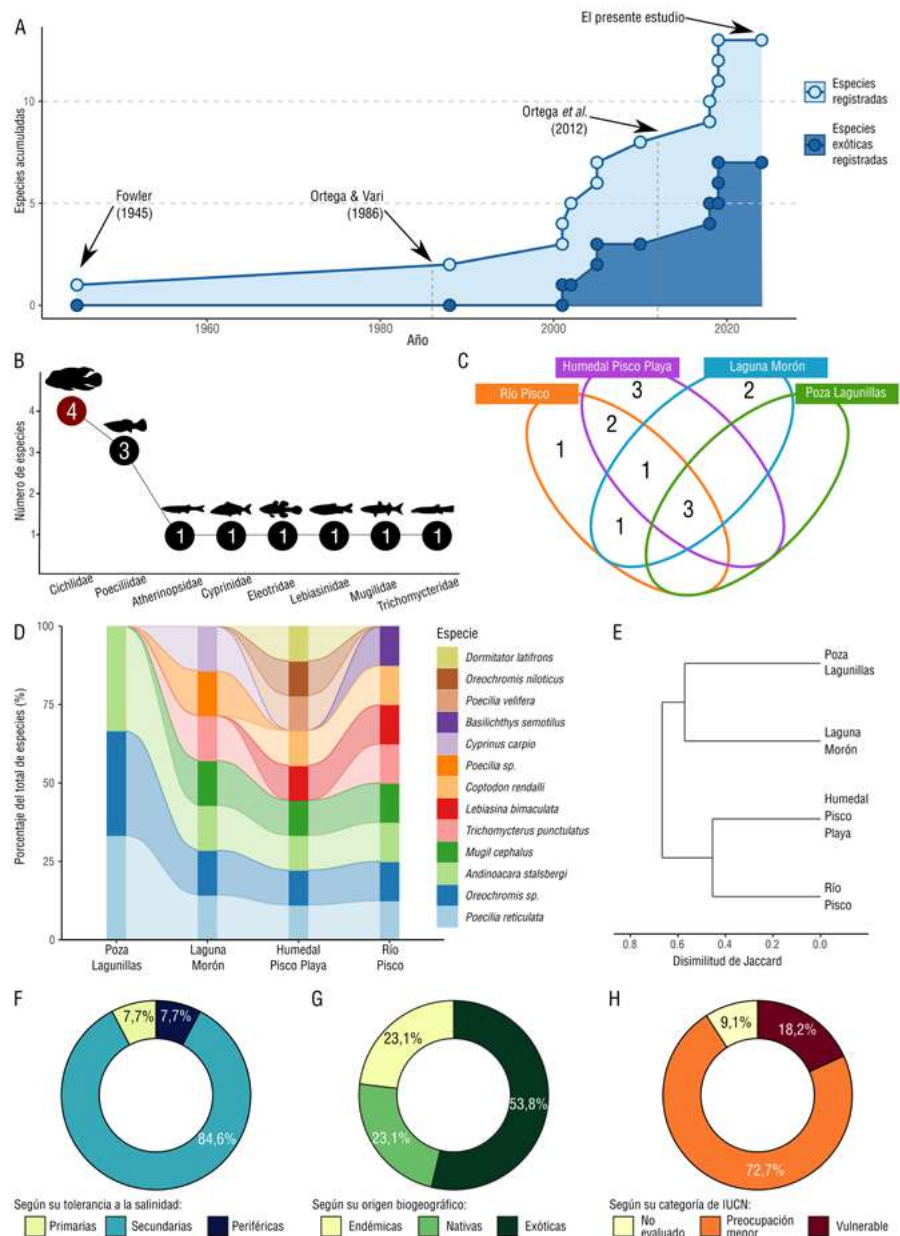 A
El presente estudio
Especies acumuladas
10
5
0
Fowler
(1945)
Ortega & Vari
(1986)
Ortega et al.
(2012)
Especies
registradas
Especies
exóticas
registradas
1960
1980
2000
2020
Año
B
Número de especies
4
3
2
1
4
3
1
1
1
1
1
1
Cichlidae
Poeciliidae
Atherinopsidae
Cyprinidae
Eleotridae
Lebiasinidae
Mugilidae
Trichomycteridae
C
Humedal Pisco Playa
Laguna Morón
Río Pisco
Poza Lagunillas
3
2
2
1
1
1
3
D
Porcentaje del total de especies (%)
100
75
50
25
0
Poza
Lagunillas
Laguna
Morón
Humedal
Pisco Playa
Río
Pisco
Especie
Dormitator latifrons
Oreochromis niloticus
Poecilia velifera
Basilichthys semotilus
Cyprinus carpio
Poecilia sp.
Coptodon rendalli
Lebiasina bimaculata
Trichomycterus punctulatus
Mugil cephalus
Andinoacara stalsbergi
Oreochromis sp.
Poecilia reticulata
E
Poza
Lagunillas
Laguna
Morón
Humedal
Pisco
Playa
Río
Pisco
0.8
0.6
0.4
0.2
0.0
Disimilitud de Jaccard
F
7,7%
7,7%
84,6%
Según su tolerancia a la salinidad:
Primarias
Secundarias
Periféricas
G
23,1%
53,8%
23,1%
Según su origen biogeográfico:
Endémicas
Nativas
Exóticas
H
9,1%
18,2%
72,7%
Según su categoría de IUCN:
No
evaluado
Preocupación
menor
Vulnerable